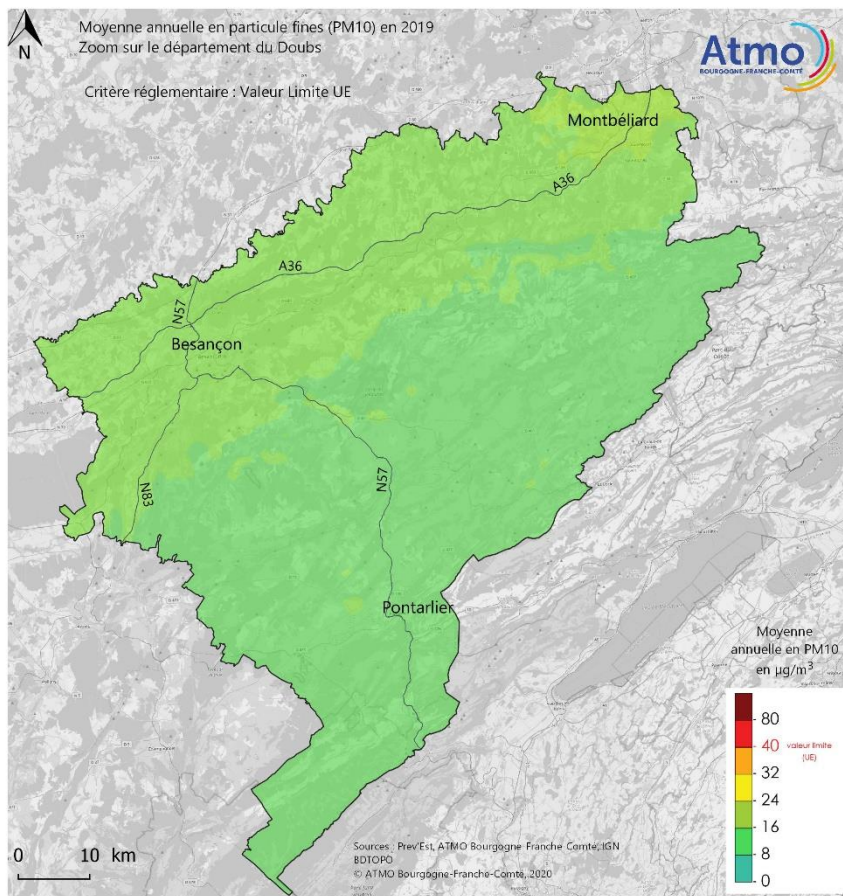 N
Moyenne annuelle en particule fines (PM10) en 2019
Zoom sur le département du Doubs
Critère réglementaire : Valeur Limite UE
Atmo
BOURGOGNE-FRANCHE-COMTÉ
Montbéliard
A36
A36
N57
Besançon
N57
N83
Pontarlier
Moyenne
annuelle en PM10
en µg/m³
80
40 valeur limite
(UE)
32
24
16
8
0
0 10 km
Sources : Prev'Est, ATMO Bourgogne Franche Comté, IGN
BDTOPO
© ATMO Bourgogne-Franche-Comté, 2020